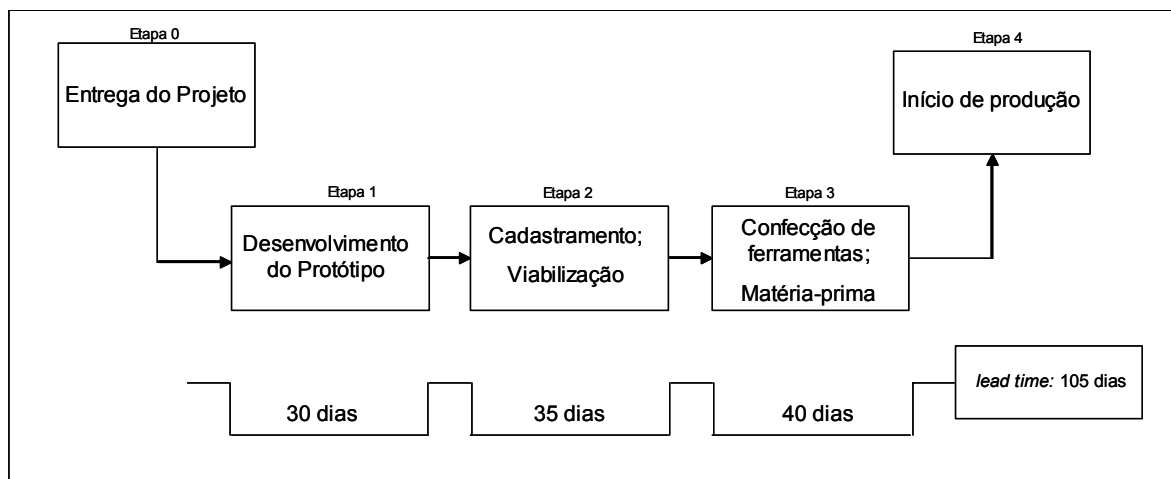 Etapa 0
Entrega do Projeto
Etapa 1
Desenvolvimento
do Protótipo
Etapa 2
Cadastramento;
Viabilização
Etapa 3
Confecção de
ferramentas;
Matéria-prima
Etapa 4
Início de produção
30 dias
35 dias
40 dias
lead time: 105 dias